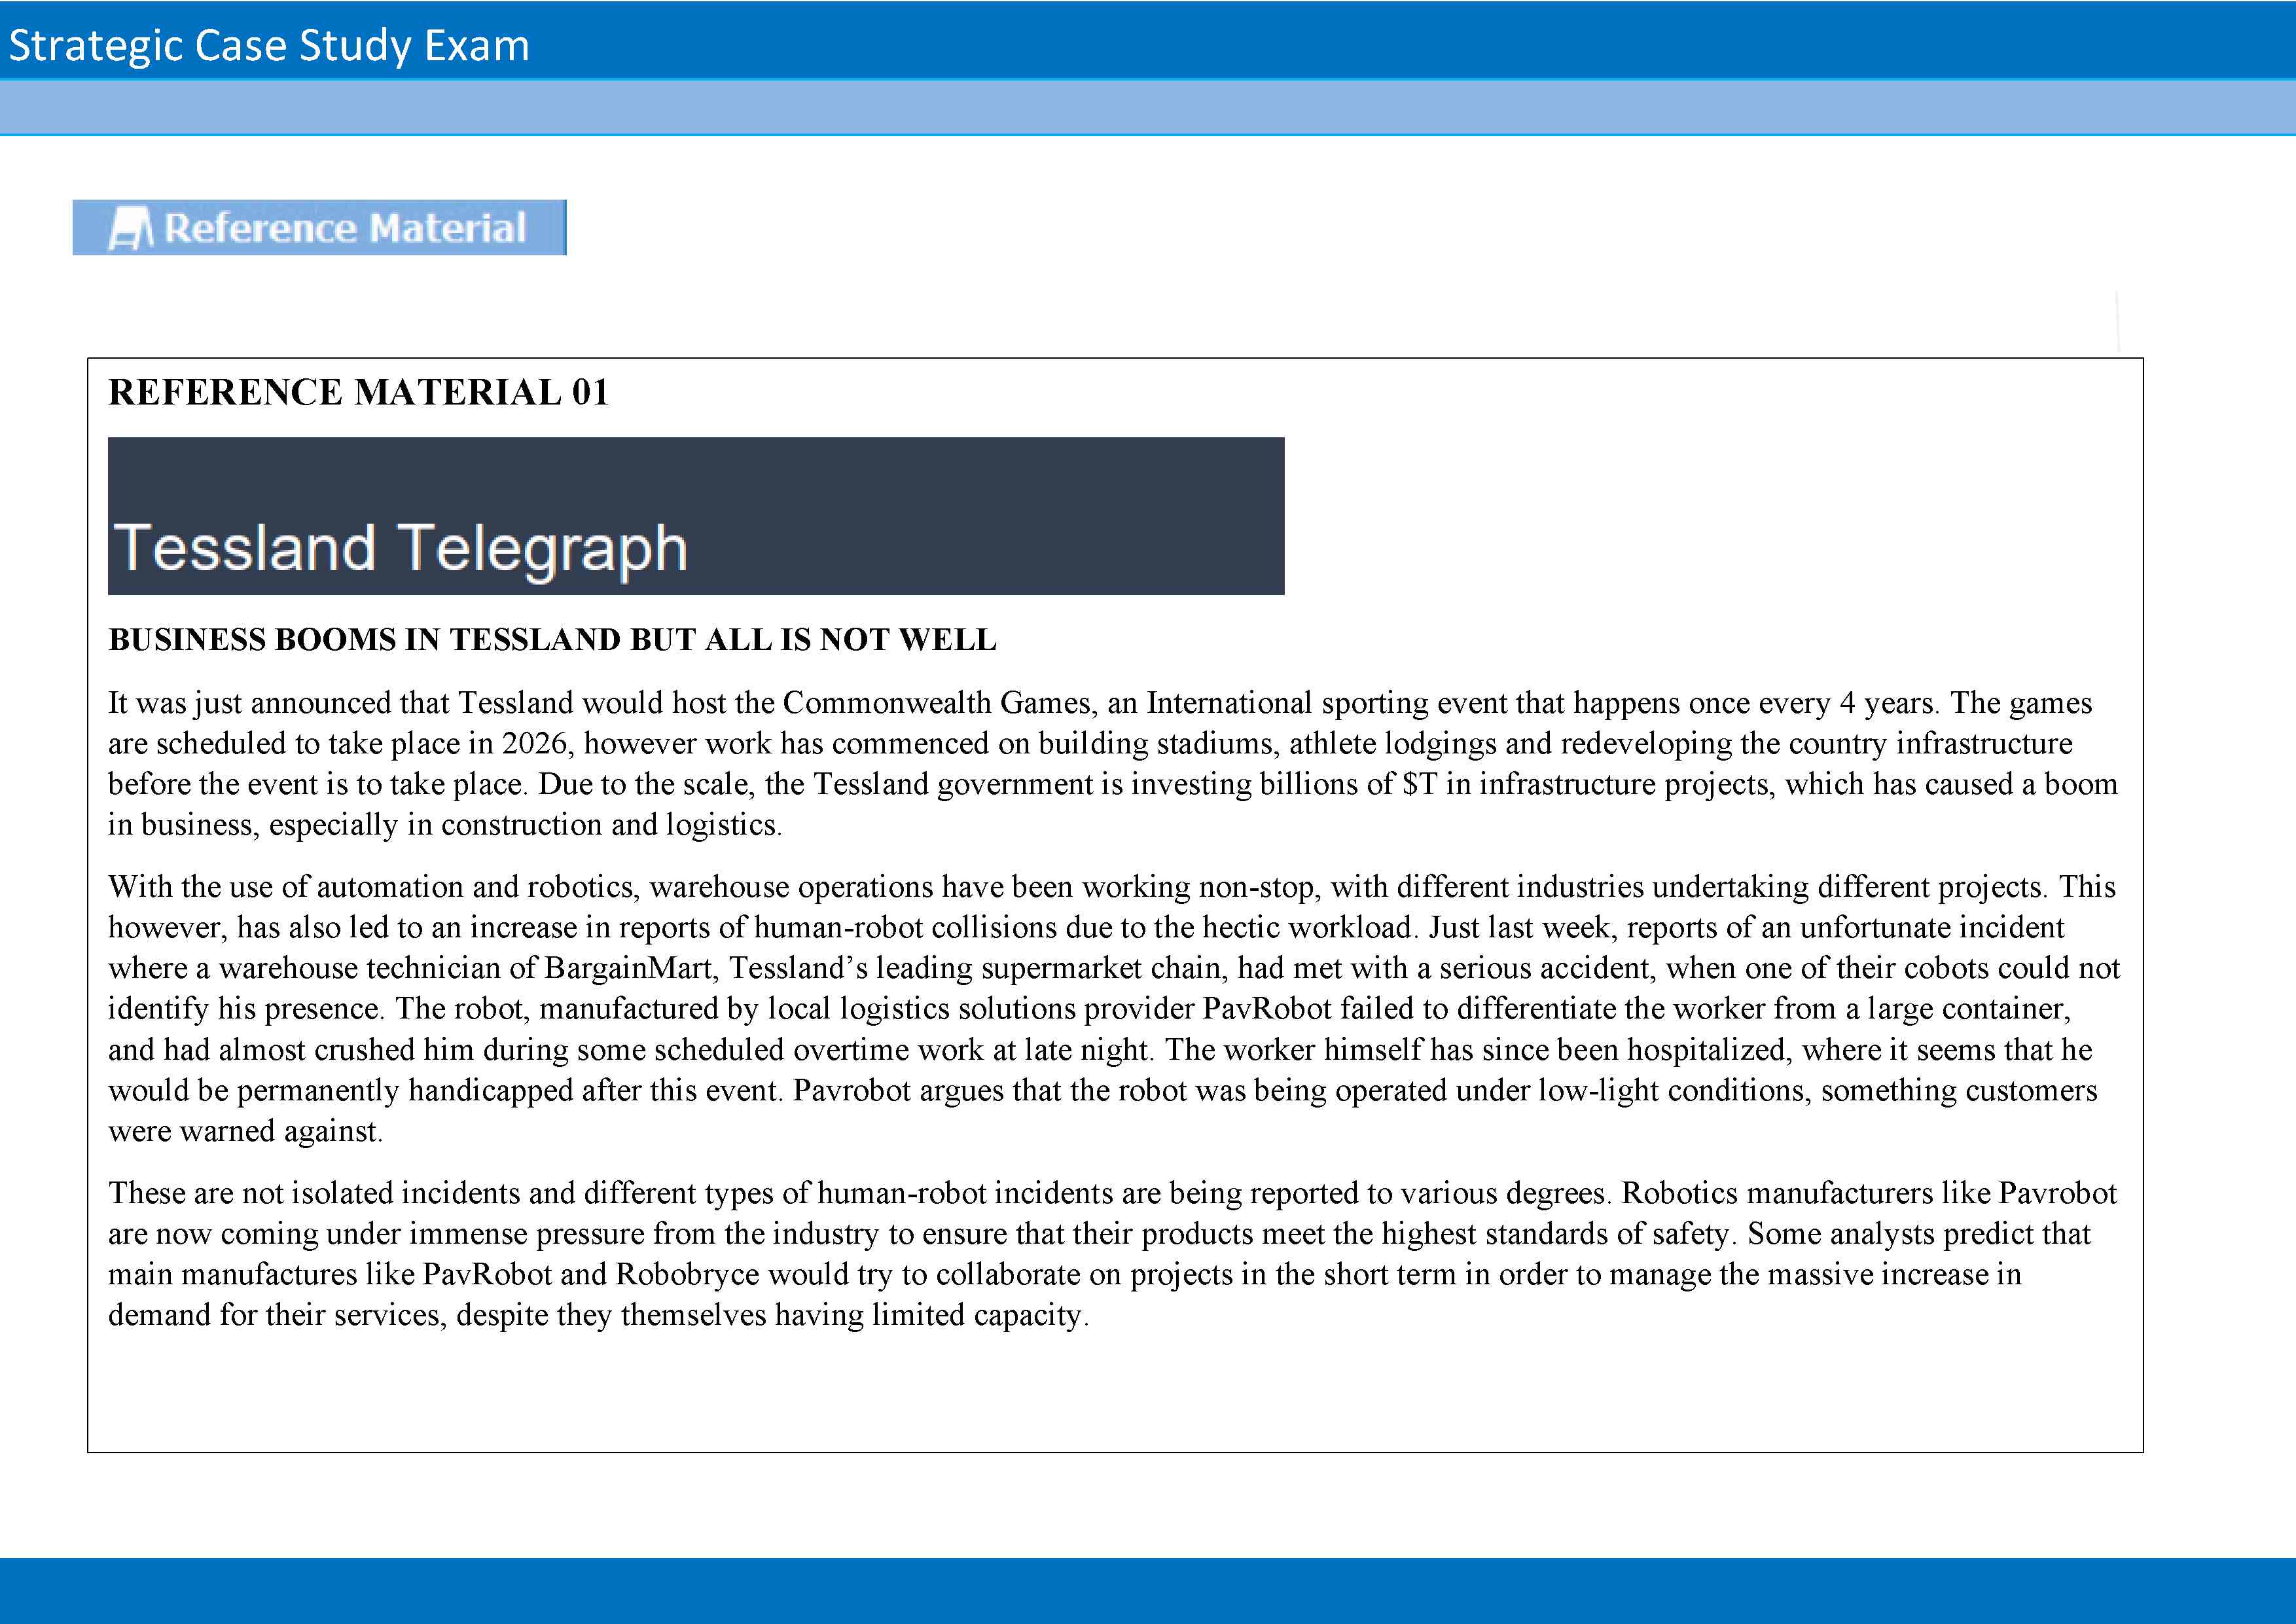 Strategic Case Study Exam
Reference Material
REFERENCE MATERIAL 01
Tessland Telegraph
BUSINESS BOOMS IN TESSLAND BUT ALL IS NOT WELL
It was just announced that Tessland would host the Commonwealth Games, an International sporting event that happens once every 4 years. The games
are scheduled to take place in 2026, however work has commenced on building stadiums, athlete lodgings and redeveloping the country infrastructure
before the event is to take place. Due to the scale, the Tessland government is investing billions of $T in infrastructure projects, which has caused a boom
in business, especially in construction and logistics.
With the use of automation and robotics, warehouse operations have been working non-stop, with different industries undertaking different projects. This
however, has also led to an increase in reports of human-robot collisions due to the hectic workload. Just last week, reports of an unfortunate incident
where a warehouse technician of BargainMart, Tessland’s leading supermarket chain, had met with a serious accident, when one of their cobots could not
identify his presence. The robot, manufactured by local logistics solutions provider PavRobot failed to differentiate the worker from a large container,
and had almost crushed him during some scheduled overtime work at late night. The worker himself has since been hospitalized, where it seems that he
would be permanently handicapped after this event. Pavrobot argues that the robot was being operated under low-light conditions, something customers
were warned against.
These are not isolated incidents and different types of human-robot incidents are being reported to various degrees. Robotics manufacturers like Pavrobot
are now coming under immense pressure from the industry to ensure that their products meet the highest standards of safety. Some analysts predict that
main manufactures like PavRobot and Robobryce would try to collaborate on projects in the short term in order to manage the massive increase in
demand for their services, despite they themselves having limited capacity.